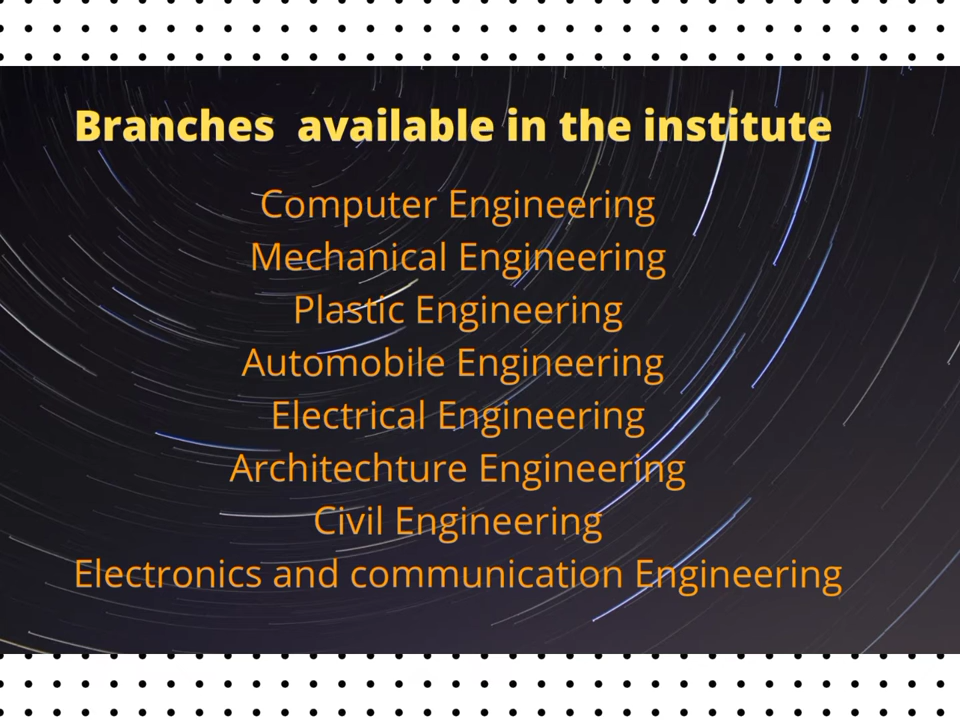 Branches  available in the institute
Computer Engineering
Mechanical Engineering
Plastic Engineering
Automobile Engineering
Electrical Engineering
Architechture Engineering
Civil Engineering
Electronics and communication Engineering